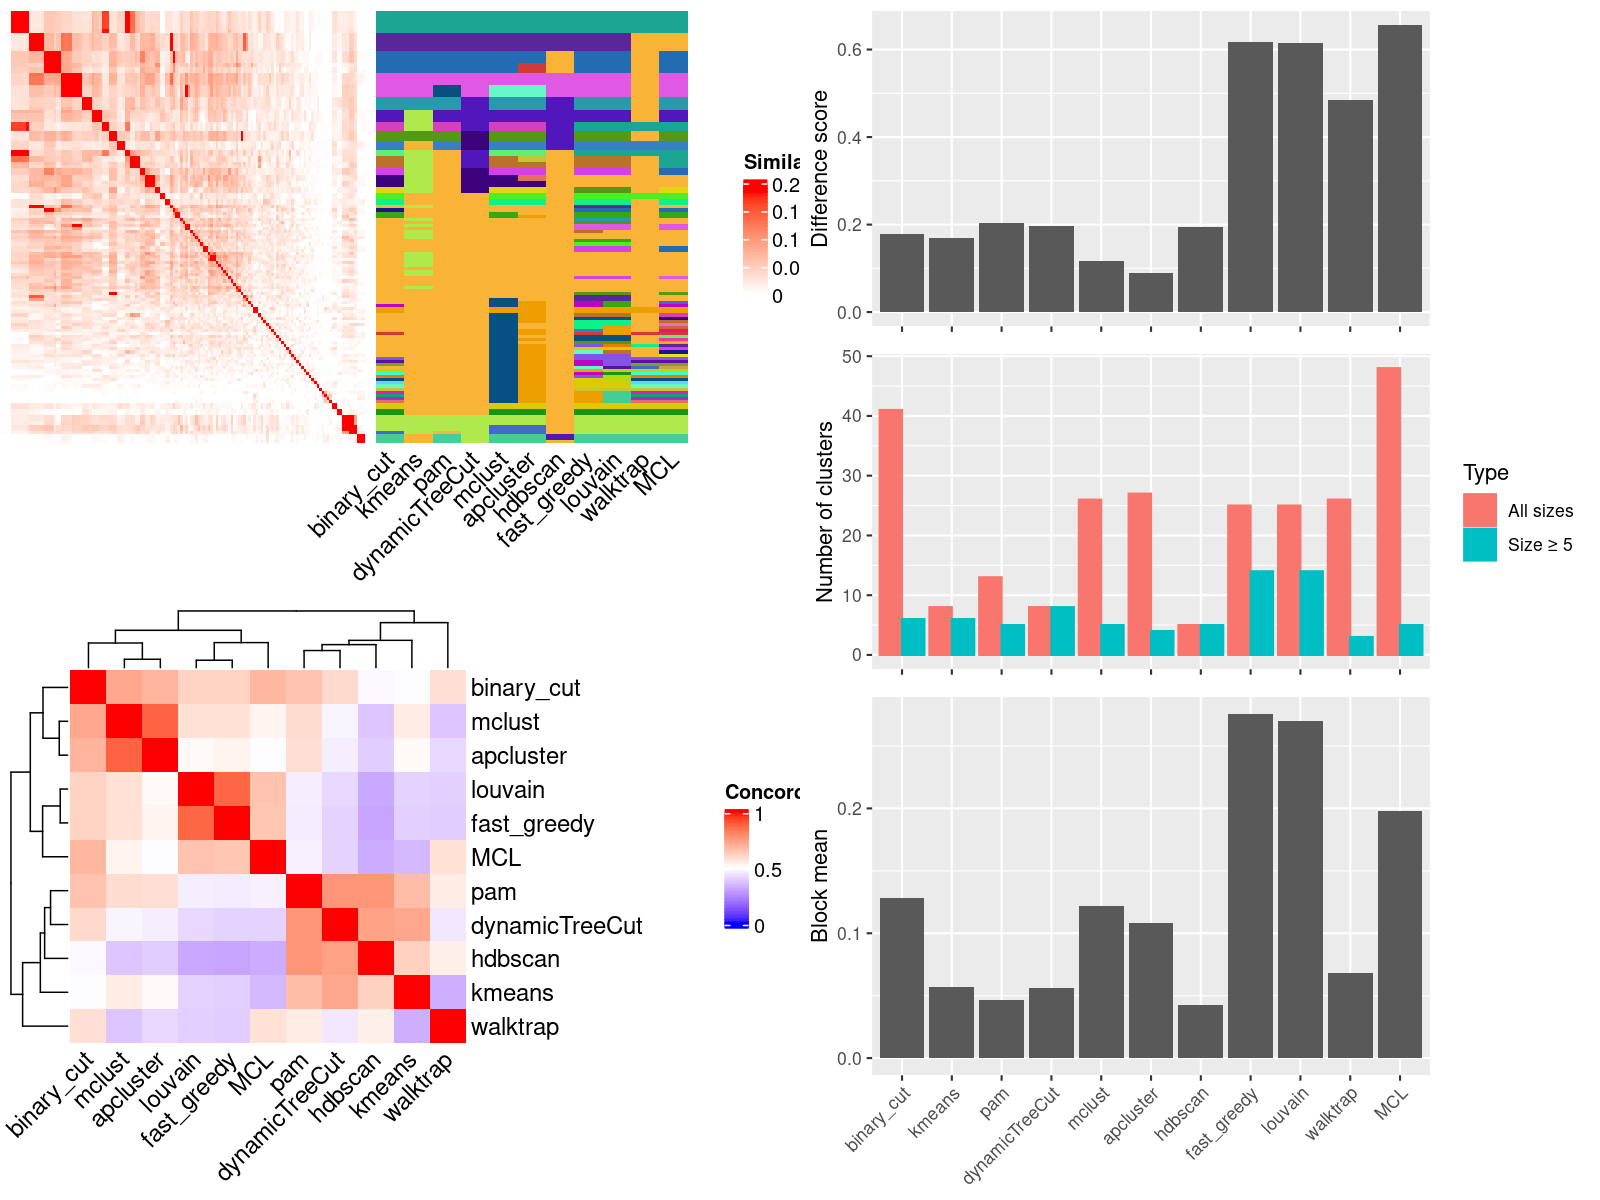 Simila
0.2
0.1
0.1
0.0
0
binary_cut
kmeans
pam
dynamicTreeCut
mclust
apcluster
hdbscan
fast_greedy
louvain
walktrap
MCL
binary_cut
mclust
apcluster
louvain
fast_greedy
MCL
pam
dynamicTreeCut
hdbscan
kmeans
walktrap
binary_cut
mclust
apcluster
louvain
fast_greedy
MCL
pam
dynamicTreeCut
hdbscan
kmeans
walktrap
Concord
1
0.5
0
Difference score
0.6
0.4
0.2
0.0
Number of clusters
50
40
30
20
10
0
Type
All sizes
Size ≥ 5
Block mean
0.2
0.1
0.0
binary_cut
kmeans
pam
dynamicTreeCut
mclust
apcluster
hdbscan
fast_greedy
louvain
walktrap
MCL